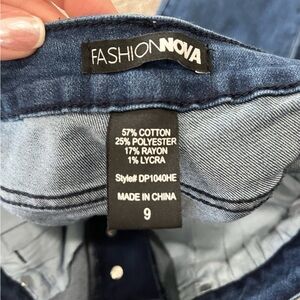 FASHIONNOVA
57% COTTON
25% POLYESTER
17% RAYON
1% LYCRA
Style# DP1040HE
MADE IN CHINA
9